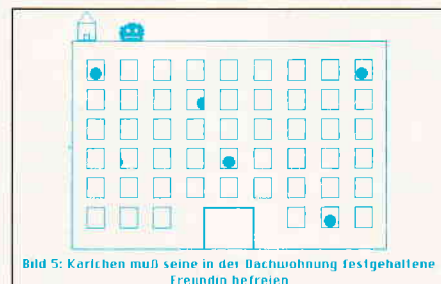 Bild 5: Karlchen muß seine in der Dachwohnung festgehaltene
Freundin befreien